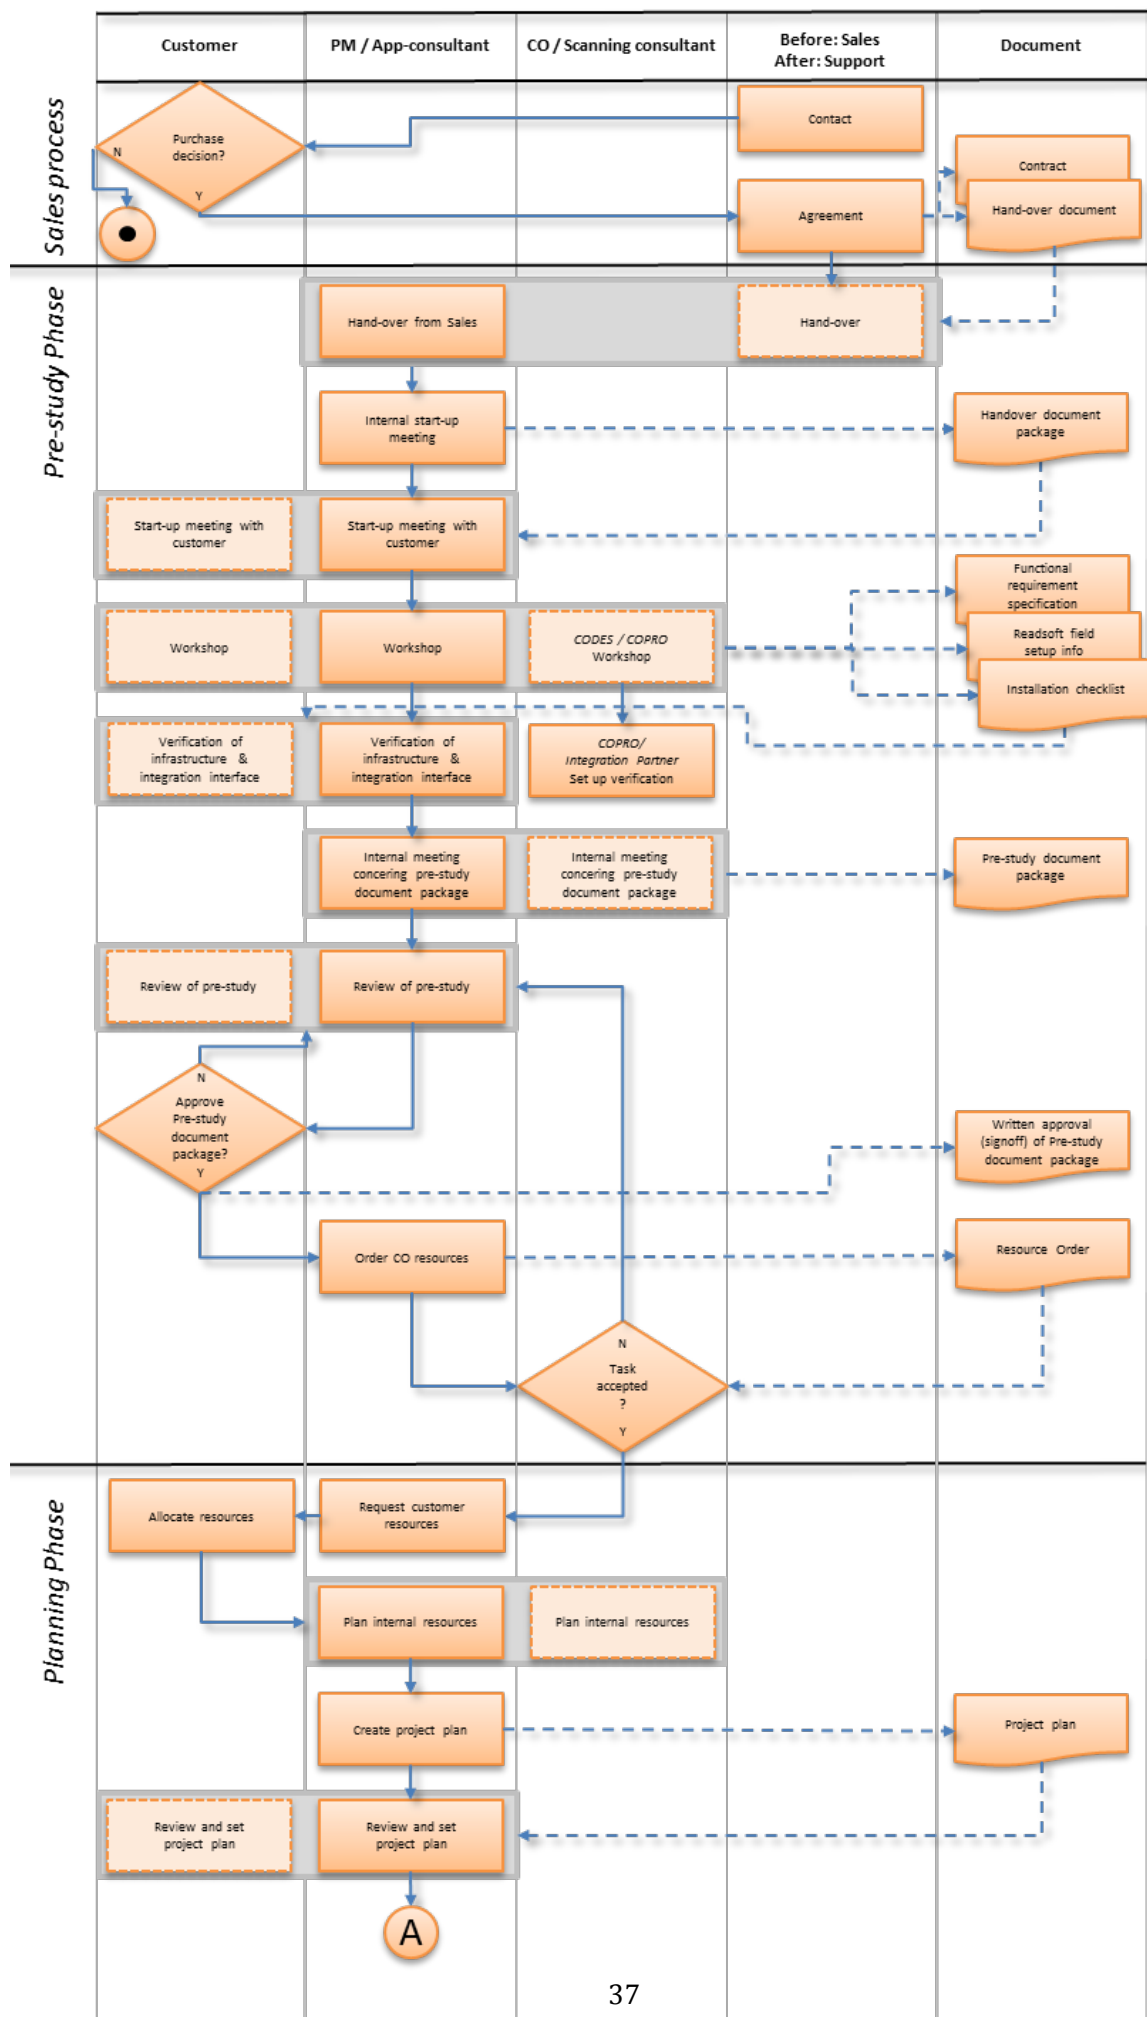 Customer
PM / App-consultant
CO / Scanning consultant
Before: Sales
After: Support
Document
Sales process
Contact
Purchase
decision?
N
Y
Contract
Agreement
Hand-over document
Pre-study Phase
Hand-over from Sales
Hand-over
Internal start-up
meeting
Handover document
package
Start-up meeting with
customer
Start-up meeting with
customer
Functional
requirement
specification
Workshop
Workshop
CODES / COPRO
Workshop
Readsoft field
setup info
Installation checklist
Verification of
infrastructure &
integration interface
Verification of
infrastructure &
integration interface
COPRO/
Integration Partner
Set up verification
Internal meeting
concering pre-study
document package
Internal meeting
concering pre-study
document package
Pre-study document
package
Review of pre-study
Review of pre-study
N
Approve
Pre-study
document
package?
Y
Written approval
(signoff) of Pre-study
document package
Order CO resources
Resource Order
N
Task
accepted
?
Y
Planning Phase
Allocate resources
Request customer
resources
Plan internal resources
Plan internal resources
Create project plan
Project plan
Review and set
project plan
Review and set
project plan
A
37